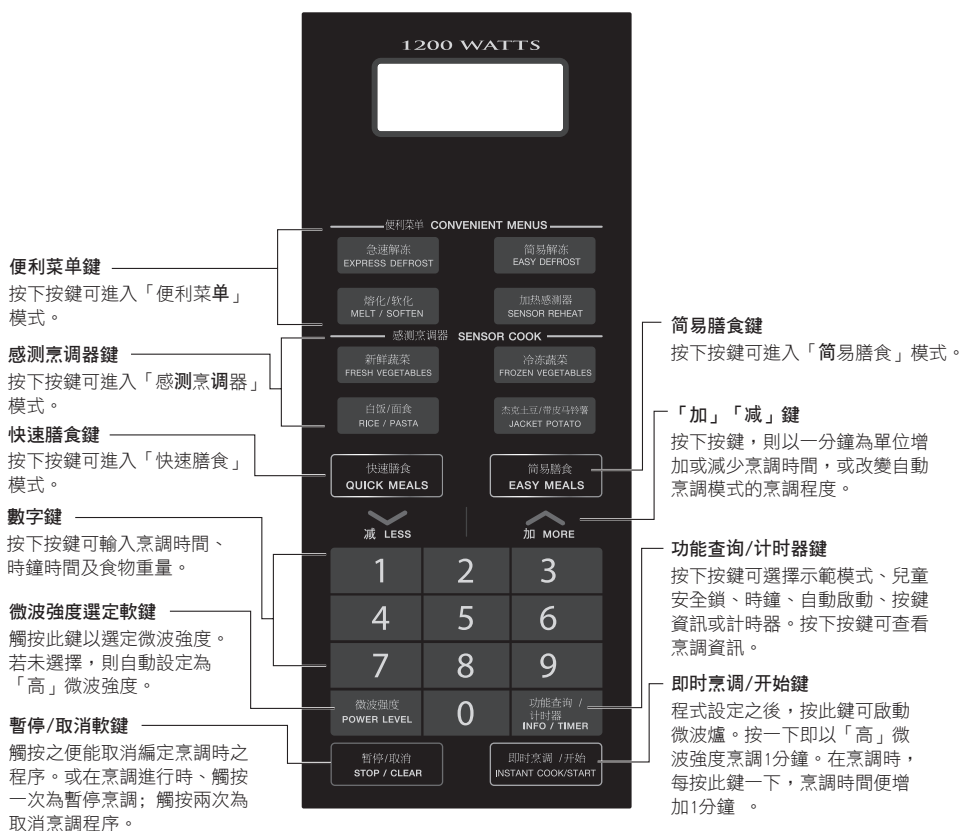 1200 WATTS
便利菜单 CONVENIENT MENUS
急速解冻
EXPRESS DEFROST
简易解冻
EASY DEFROST
熔化/软化
MELT / SOFTEN
加热感测器
SENSOR REHEAT
感测烹调器 SENSOR COOK
新鲜蔬菜
FRESH VEGETABLES
冷冻蔬菜
FROZEN VEGETABLES
白饭/面食
RICE / PASTA
杰克土豆/带皮马铃薯
JACKET POTATO
快速膳食
QUICK MEALS
简易膳食
EASY MEALS
减 LESS
加 MORE
1 2 3
4 5 6
7 8 9
微波强度
POWER LEVEL
0
功能查询 /
计时器
INFO / TIMER
暂停/取消
STOP / CLEAR
即时烹调 /开始
INSTANT COOK/START
便利菜单鍵
按下按鍵可進入「便利菜单」
模式。
感测烹调器鍵
按下按鍵可進入「感测烹调器」
模式。
快速膳食鍵
按下按鍵可進入「快速膳食」
模式。
數字鍵
按下按鍵可輸入烹調時間、
時鐘時間及食物重量。
微波強度選定軟鍵
觸按此鍵以選定微波強度。
若未選擇，則自動設定為
「高」微波強度。
暫停/取消軟鍵
觸按之便能取消編定烹調時之
程序。或在烹調進行時、觸按
一次為暫停烹調; 觸按兩次為
取消烹調程序。
简易膳食鍵
按下按鍵可進入「简易膳食」模式。
「加」「减」鍵
按下按鍵，則以一分鐘為單位增
加或減少烹調時間，或改變自動
烹調模式的烹調程度。
功能查询/计时器鍵
按下按鍵可選擇示範模式、兒童
安全鎖、時鐘、自動啟動、按鍵
資訊或計時器。按下按鍵可查看
烹調資訊。
即时烹调/开始鍵
程式設定之後，按此鍵可啟動
微波爐。按一下即以「高」微
波強度烹調1分鐘。在烹調時，
每按此鍵一下，烹調時間便增
加1分鐘 。